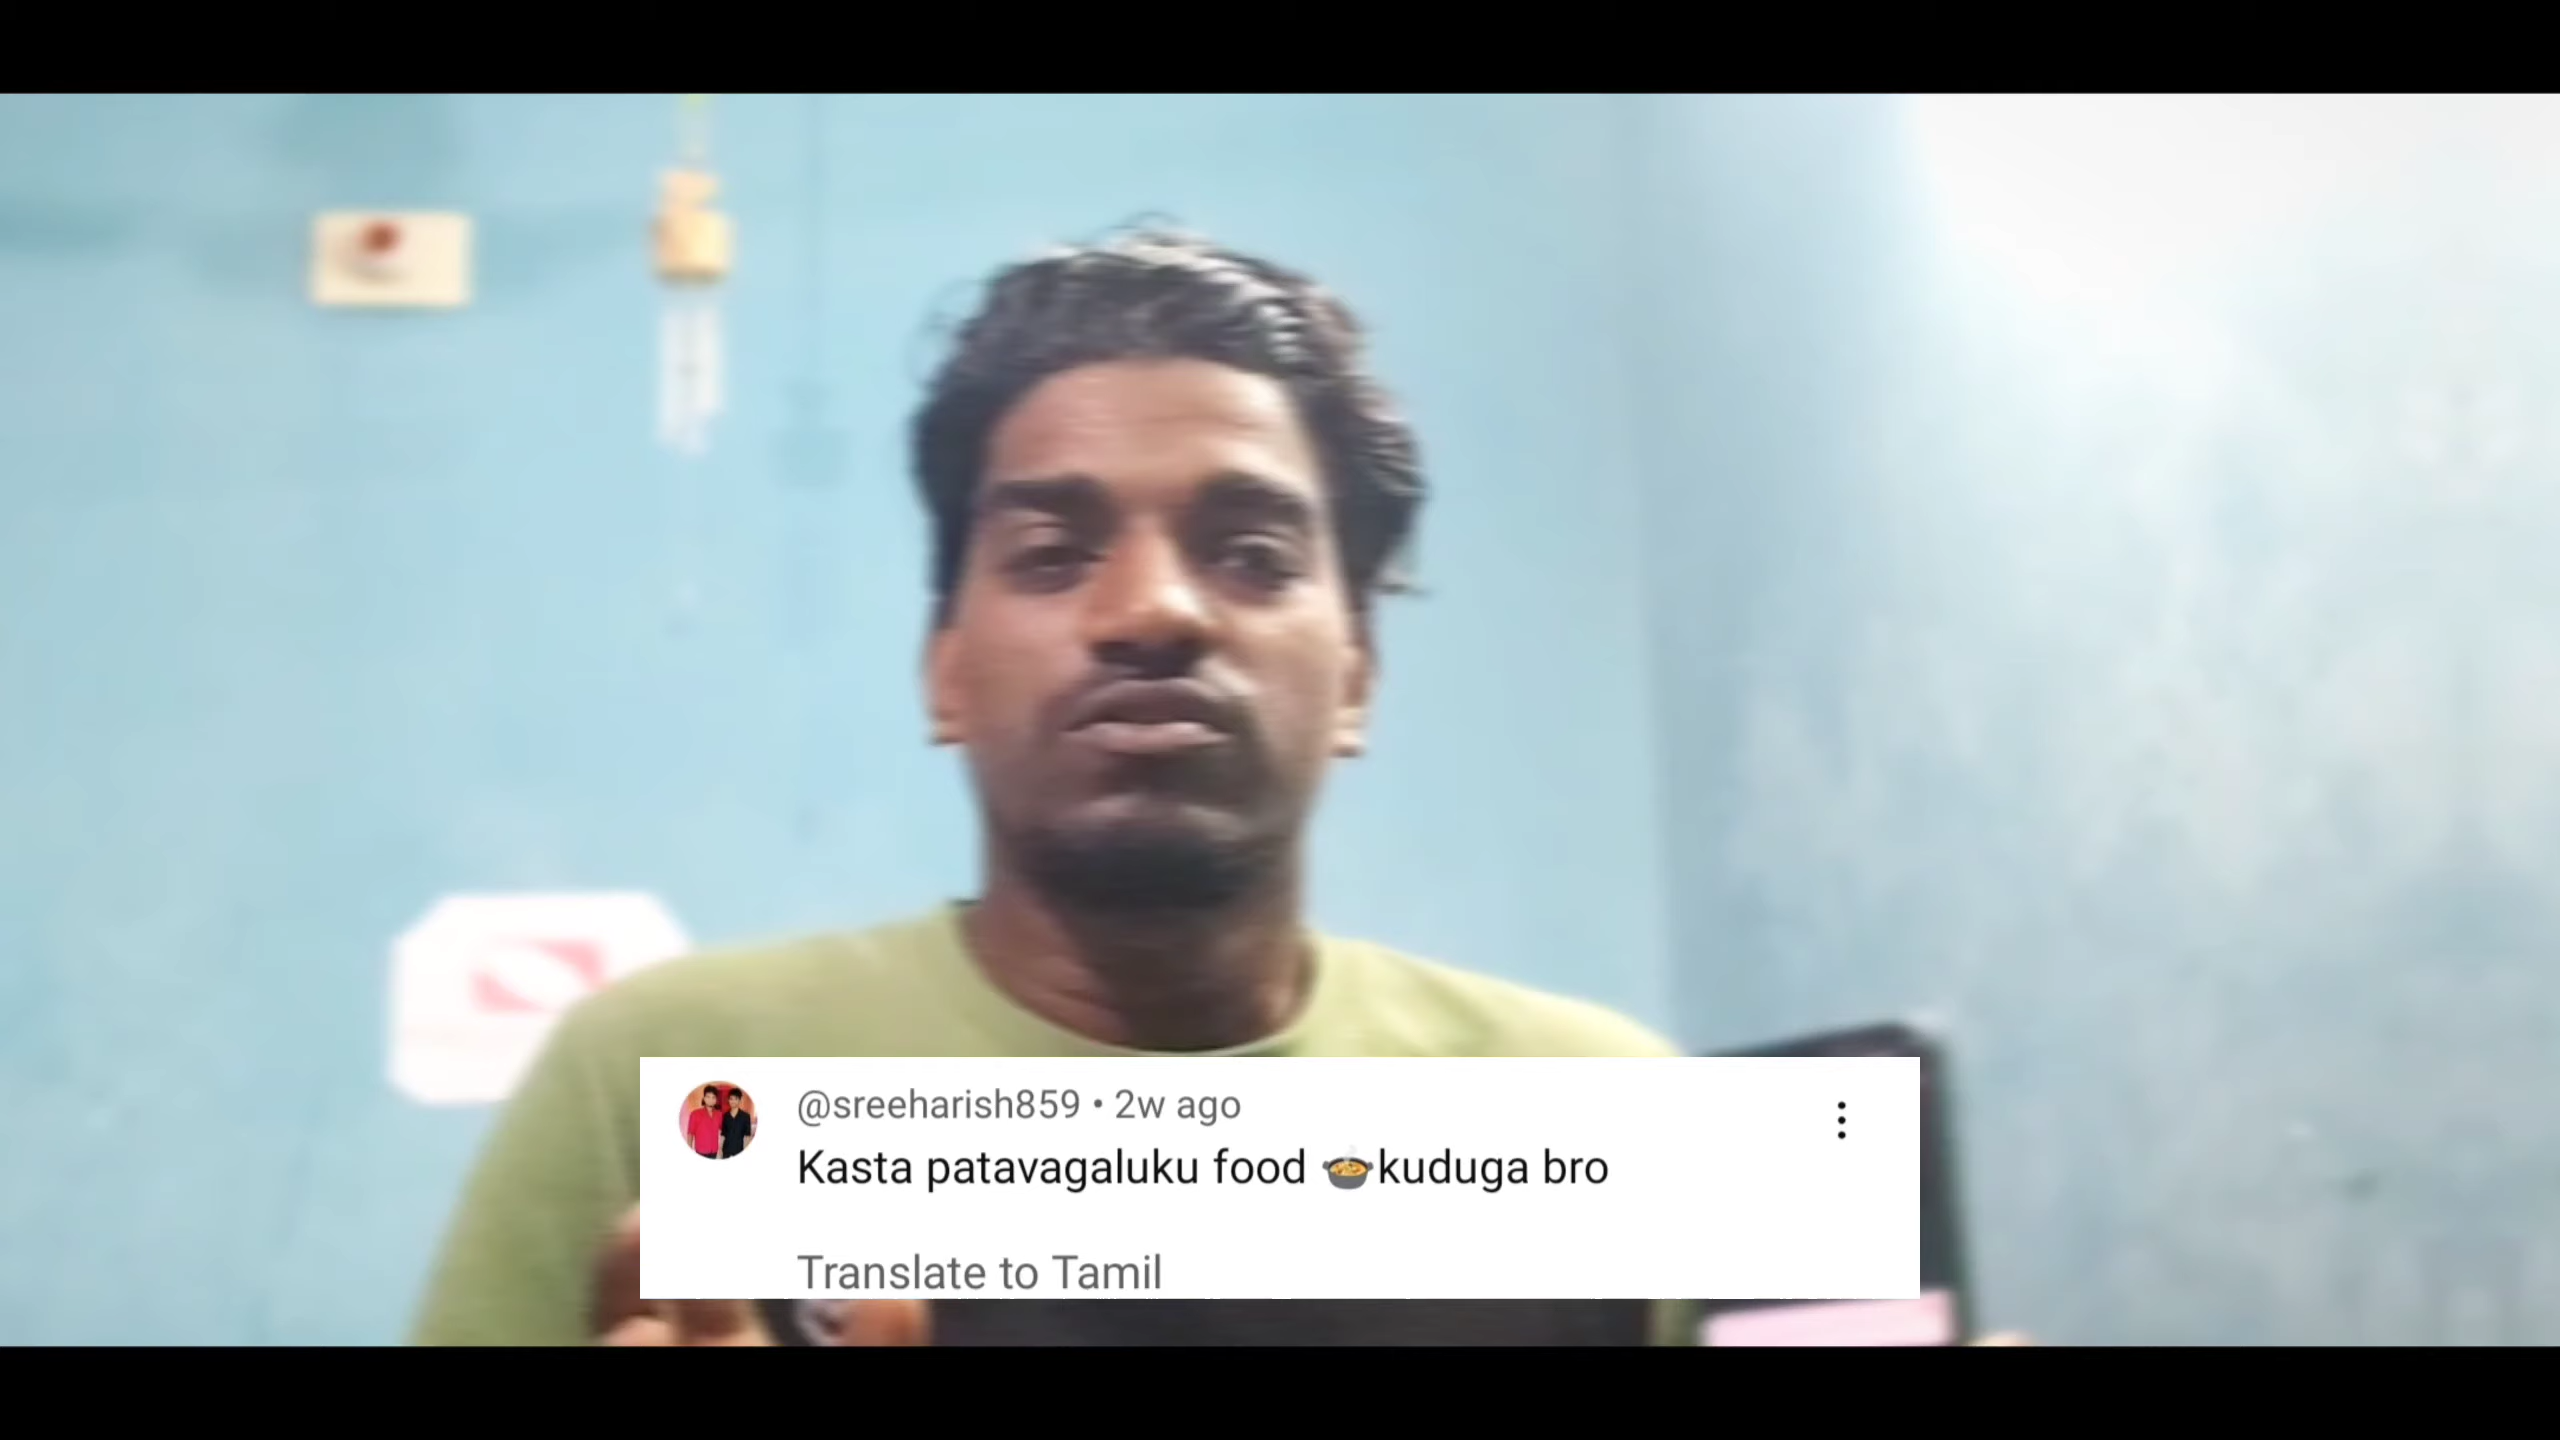 @sreeharish859 • 2w ago
Kasta patavagaluku food 🍲kuduga bro
Translate to Tamil